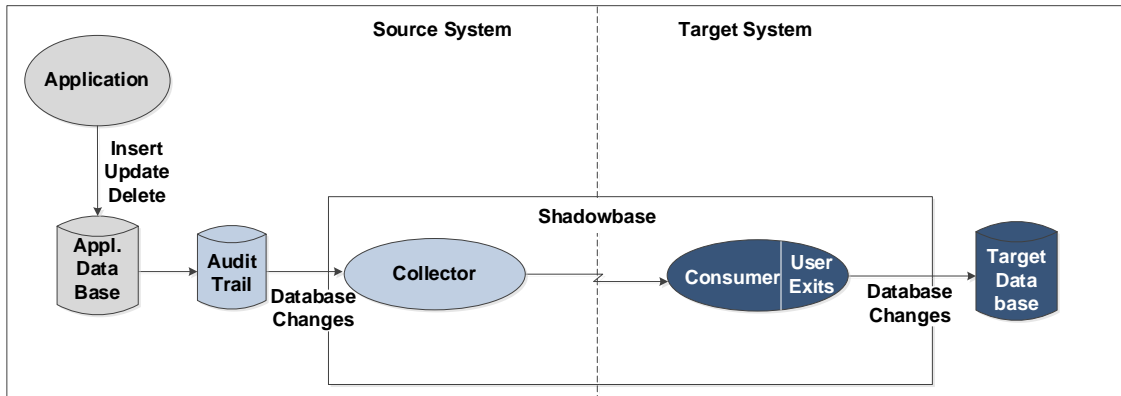 Source System
Target System
Application
Insert
Update
Delete
Shadowbase
Appl.
Data
Base
Audit
Trail
Database
Changes
Collector
Consumer
User
Exits
Database
Changes
Target
Data
base